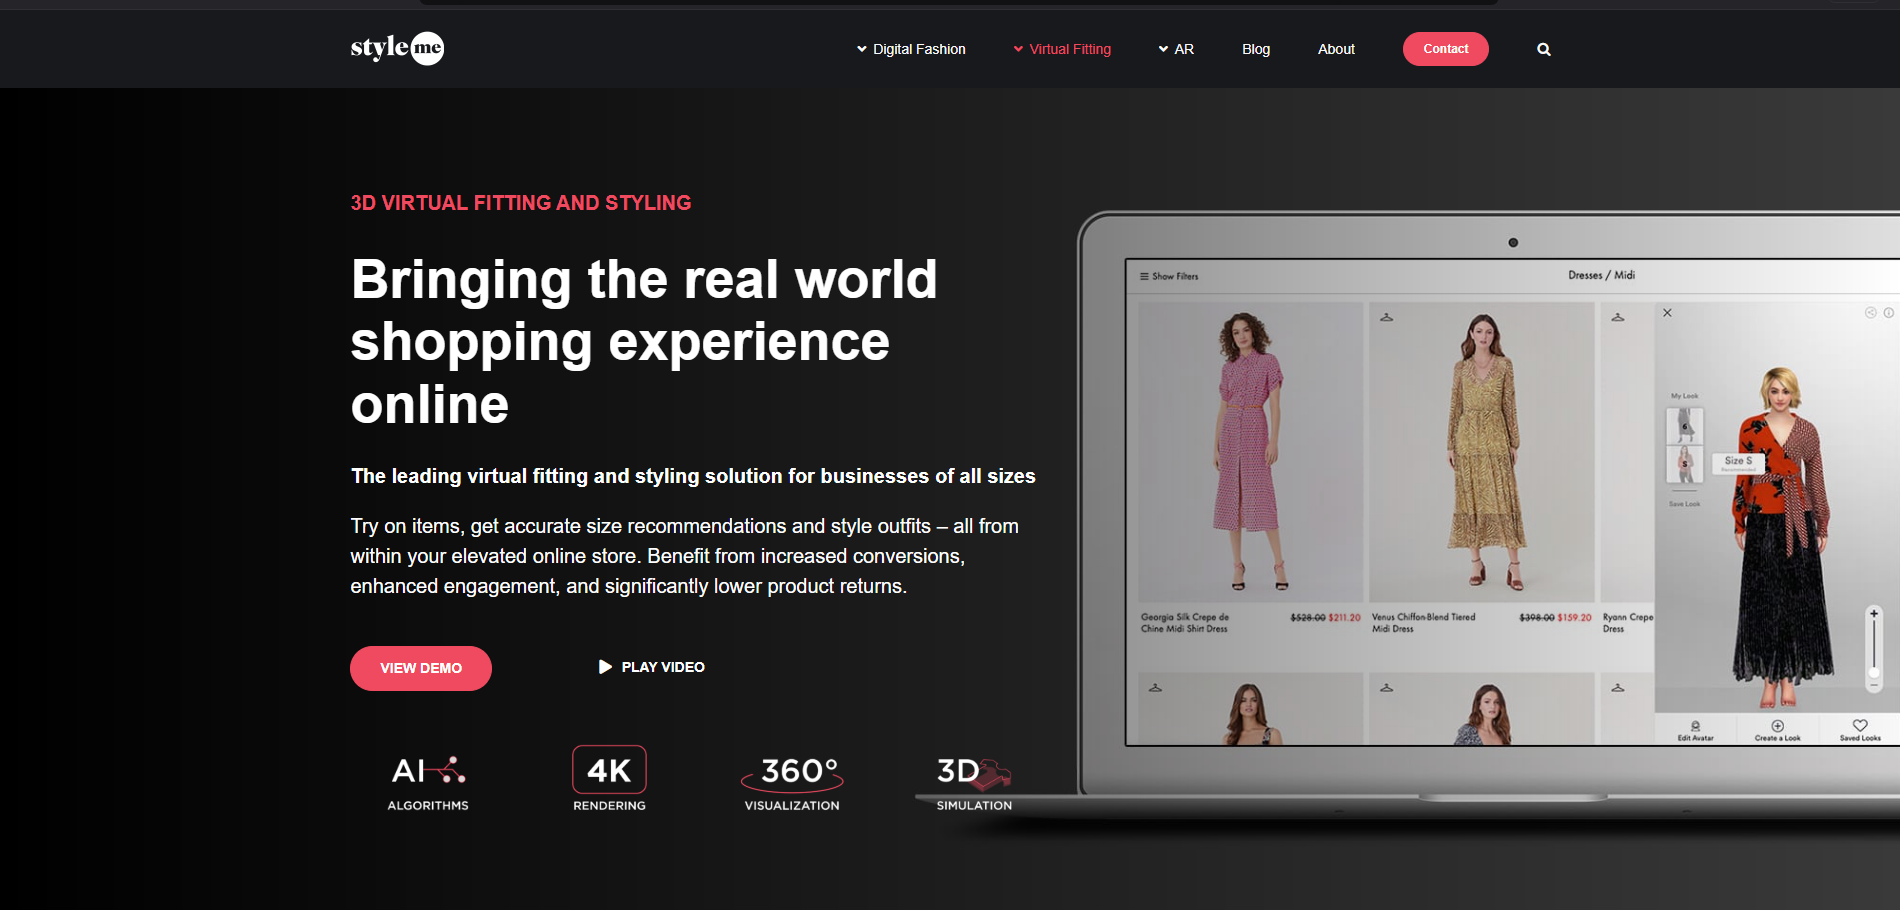 style me
Digital Fashion
Virtual Fitting
AR
Blog
About
Contact
3D VIRTUAL FITTING AND STYLING
Bringing the real world
shopping experience
online
The leading virtual fitting and styling solution for businesses of all sizes
Try on items, get accurate size recommendations and style outfits – all from
within your elevated online store. Benefit from increased conversions,
enhanced engagement, and significantly lower product returns.
VIEW DEMO
PLAY VIDEO
AI
ALGORITHMS
4K
RENDERING
360°
VISUALIZATION
3D
SIMULATION
Show Filters
Dresses / Midi
My Look
S
S
Size S
Recommended
Save Look
Georgia Silk Crepe de
Chine Midi Shirt Dress
$528.00 $211.20
Venus Chiffon-Blend Tiered
Midi Dress
$398.00 $159.20
Ryann Crepe
Dress
Edit Avatar
Create a Look
Saved Looks